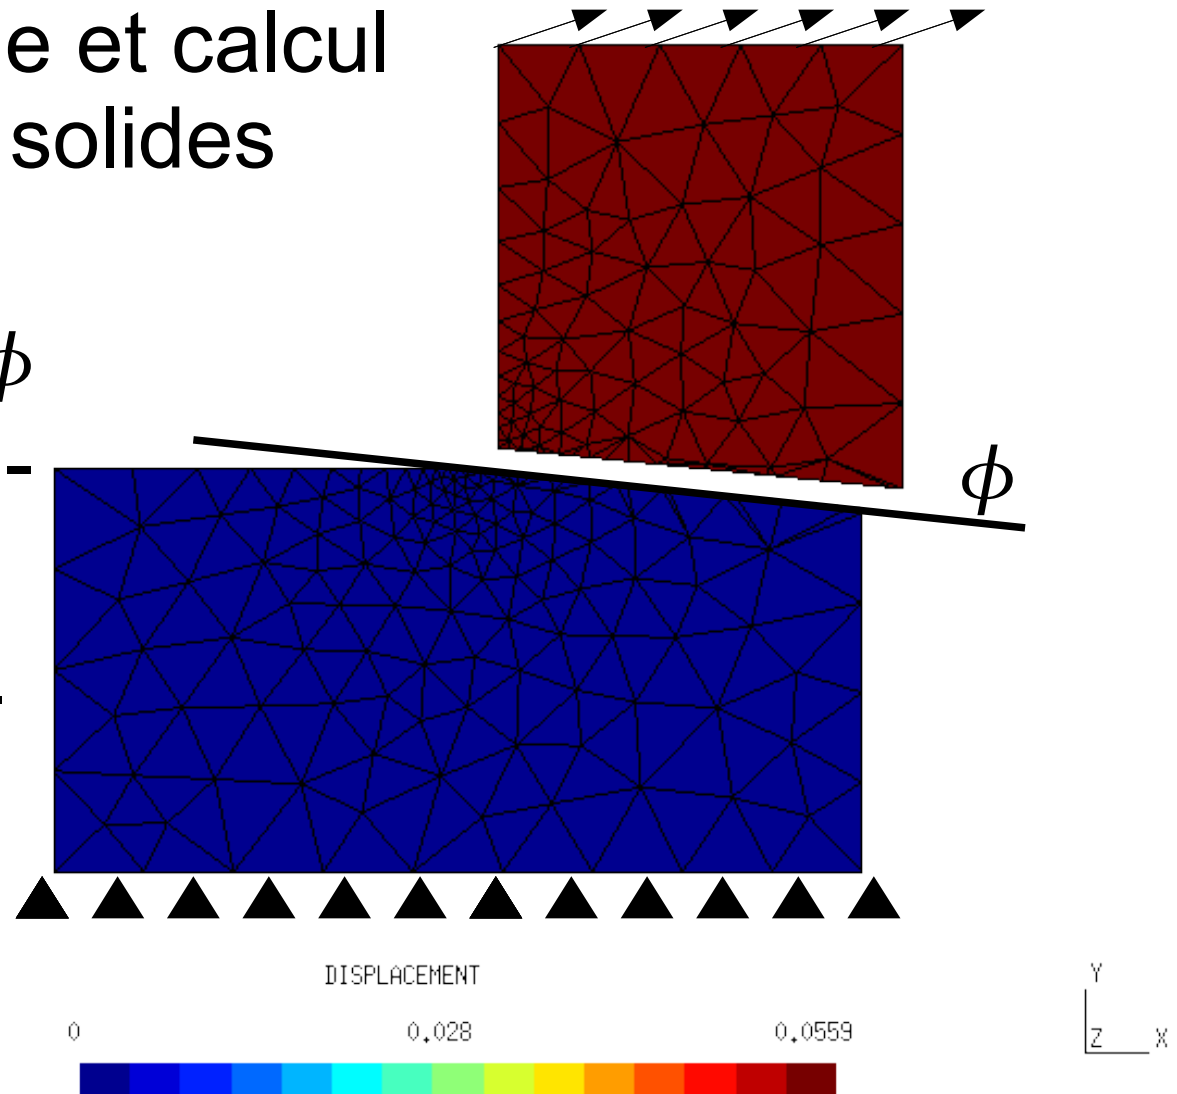 e et calcul
solides
ϕ
-
ϕ
DISPLACEMENT
0 0.028 0.0559
Y
Z X